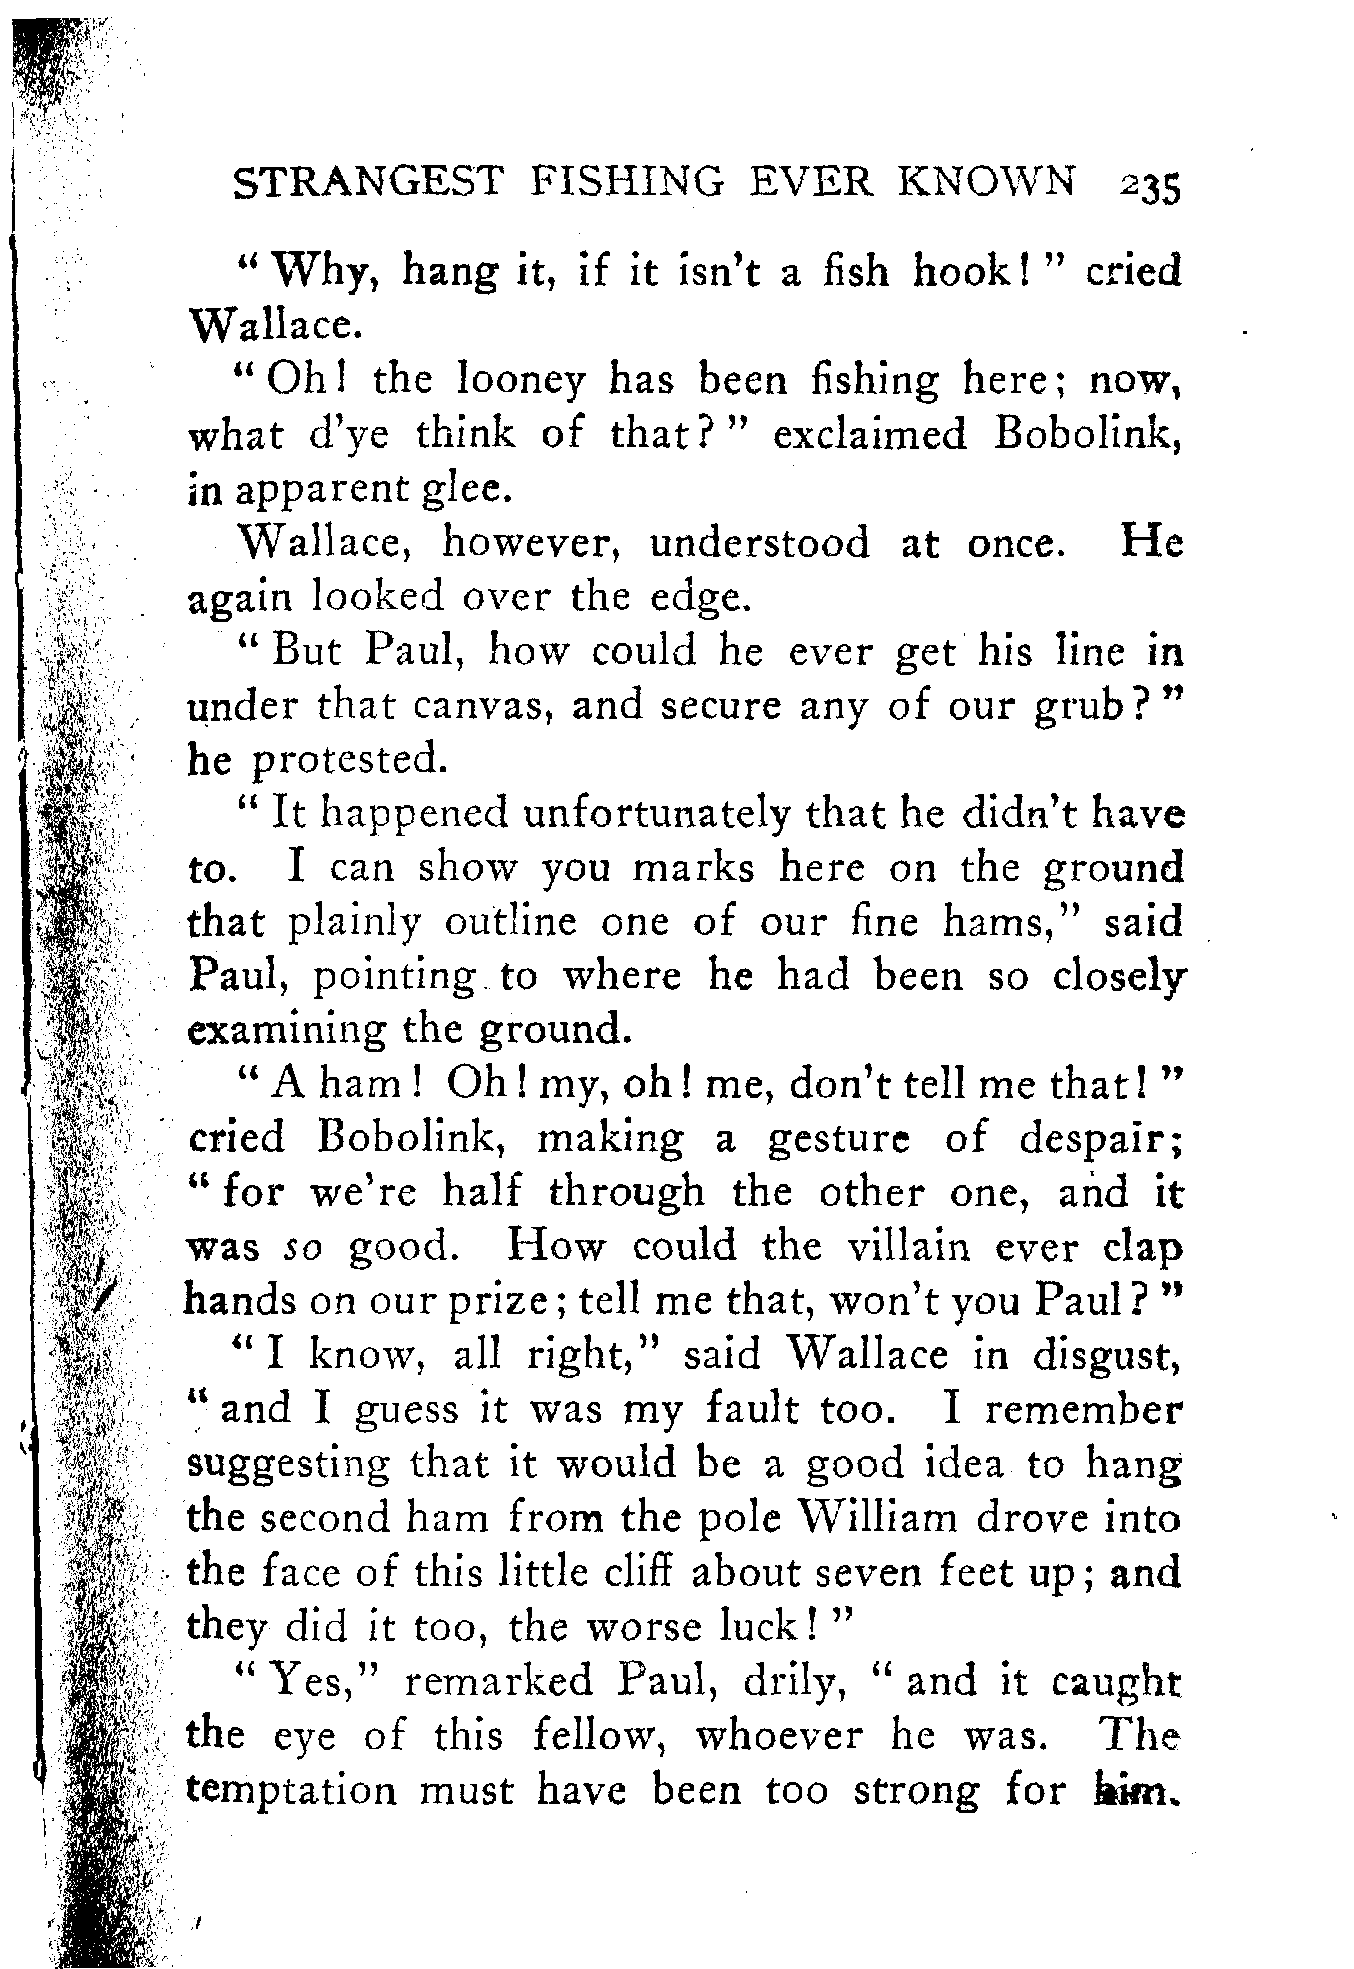 STRANGEST FISHING EVER KNOWN 235
" Why, hang it, if it isn't a fish hook! " cried
Wallace.
" Oh! the looney has been fishing here; now,
what d'ye think of that? " exclaimed Bobolink,
in apparent glee.
Wallace, however, understood at once. He
again looked over the edge.
" But Paul, how could he ever get his line in
under that canvas, and secure any of our grub? "
he protested.
" It happened unfortunately that he didn't have
to. I can show you marks here on the ground
that plainly outline one of our fine hams," said
Paul, pointing to where he had been so closely
examining the ground.
" A ham! Oh! my, oh! me, don't tell me that! "
cried Bobolink, making a gesture of despair;
" for we're half through the other one, and it
was so good. How could the villain ever clap
hands on our prize; tell me that, won't you Paul? "
" I know, all right," said Wallace in disgust,
" and I guess it was my fault too. I remember
suggesting that it would be a good idea to hang
the second ham from the pole William drove into
the face of this little cliff about seven feet up; and
they did it too, the worse luck! "
" Yes," remarked Paul, drily, " and it caught
the eye of this fellow, whoever he was. The
temptation must have been too strong for him.